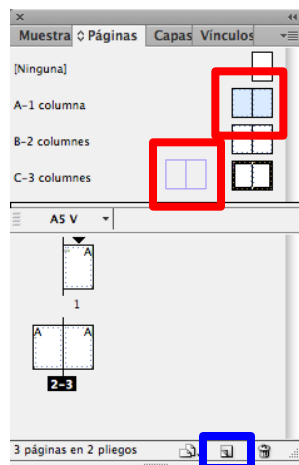 Muestra Páginas Capas Vínculos
[Ninguna]
A-1 columna
B-2 columnes
C-3 columnes
A5 V
A
1
A A
2-3
3 páginas en 2 pliegos